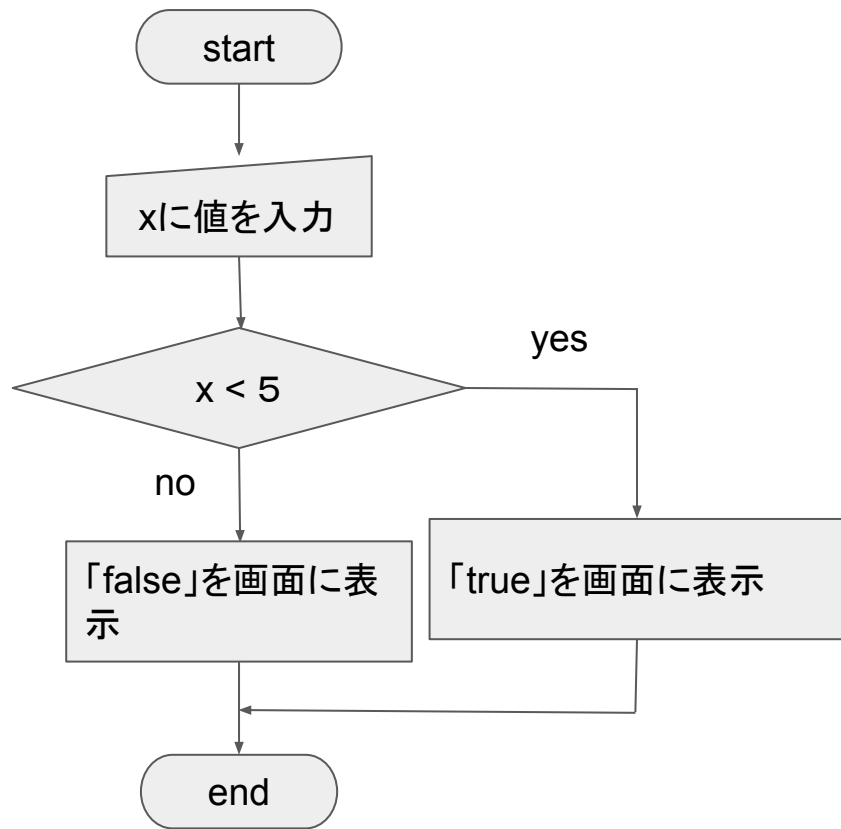 start
xに値を入力
x < ５
yes
no
「false」を画面に表
示
「true」を画面に表示
end